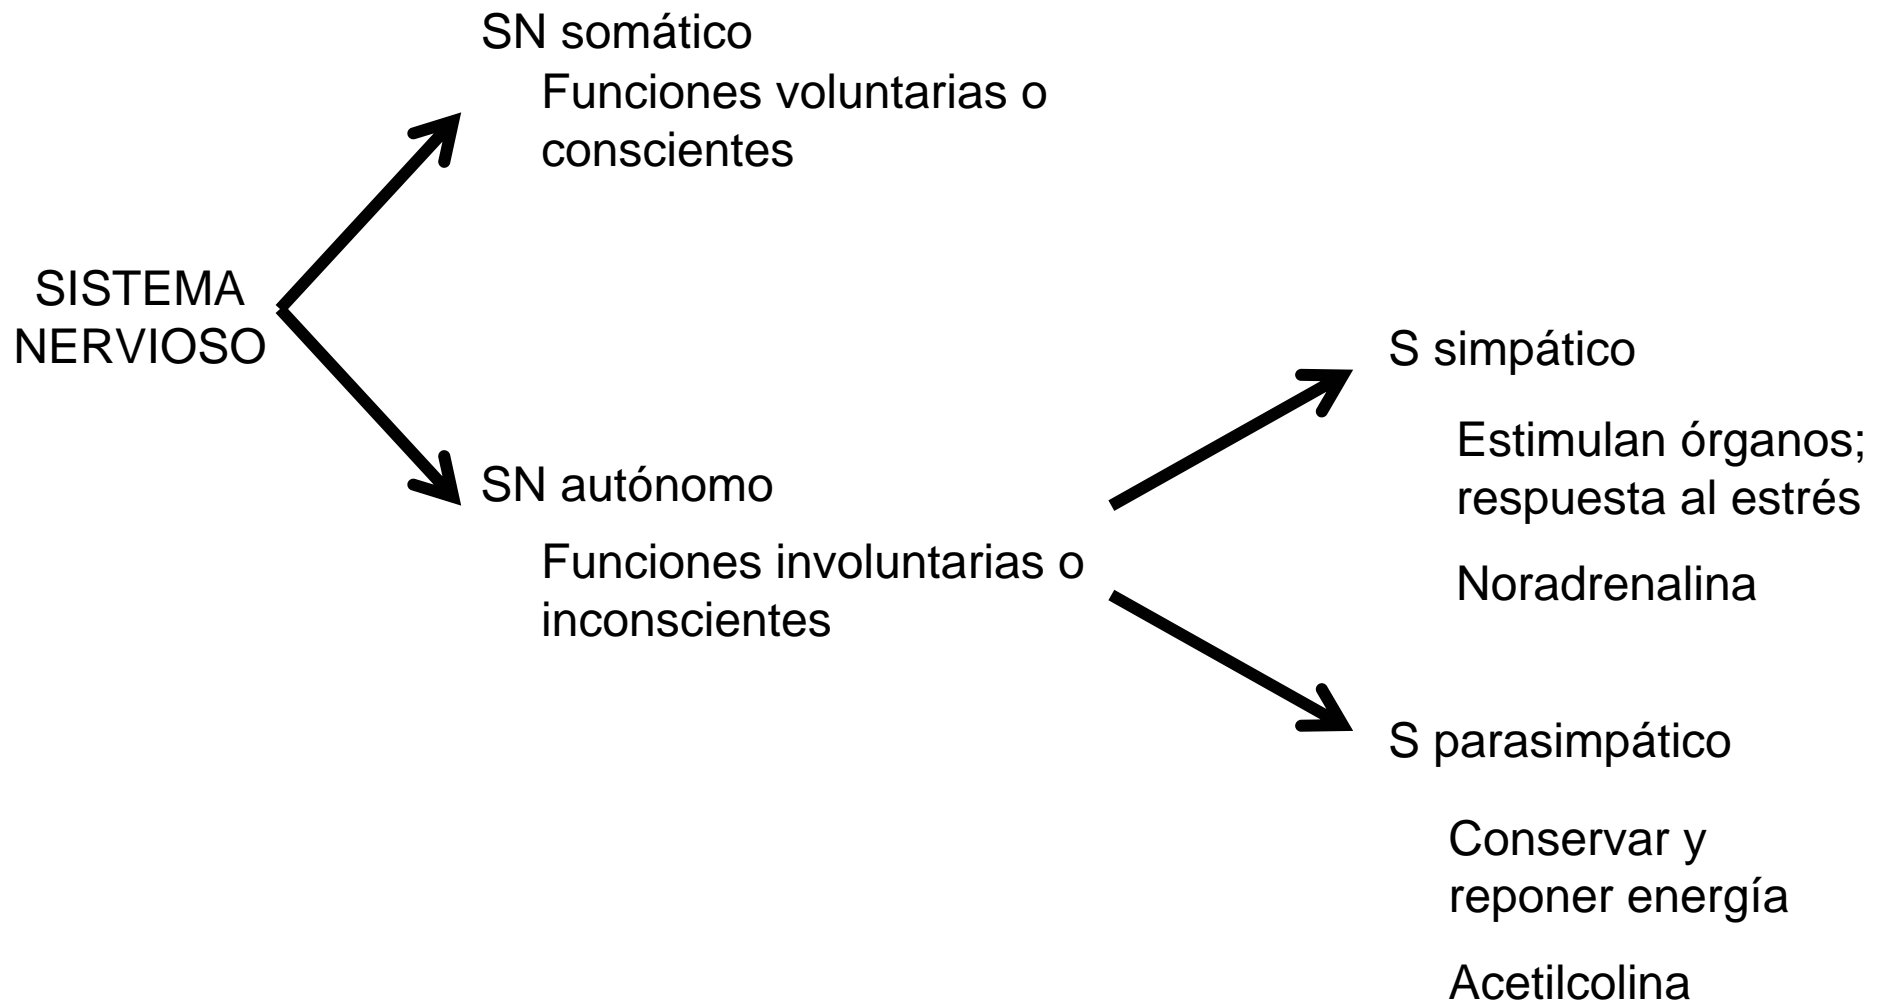 SN somático
Funciones voluntarias o
conscientes
SISTEMA
NERVIOSO
SN autónomo
Funciones involuntarias o
inconscientes
S simpático
Estimulan órganos;
respuesta al estrés
Noradrenalina
S parasimpático
Conservar y
reponer energía
Acetilcolina